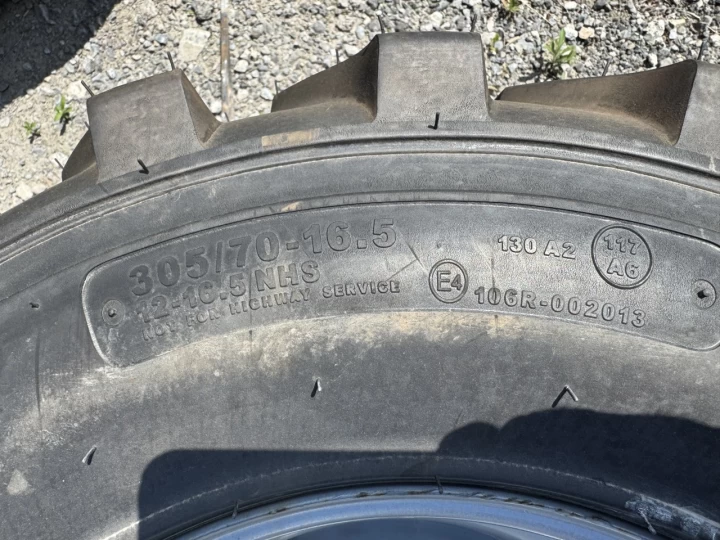 305/70-16.5
12-16.5 NHS
NOT FOR HIGHWAY SERVICE
130 A2
117
A6
E4
106R-002013